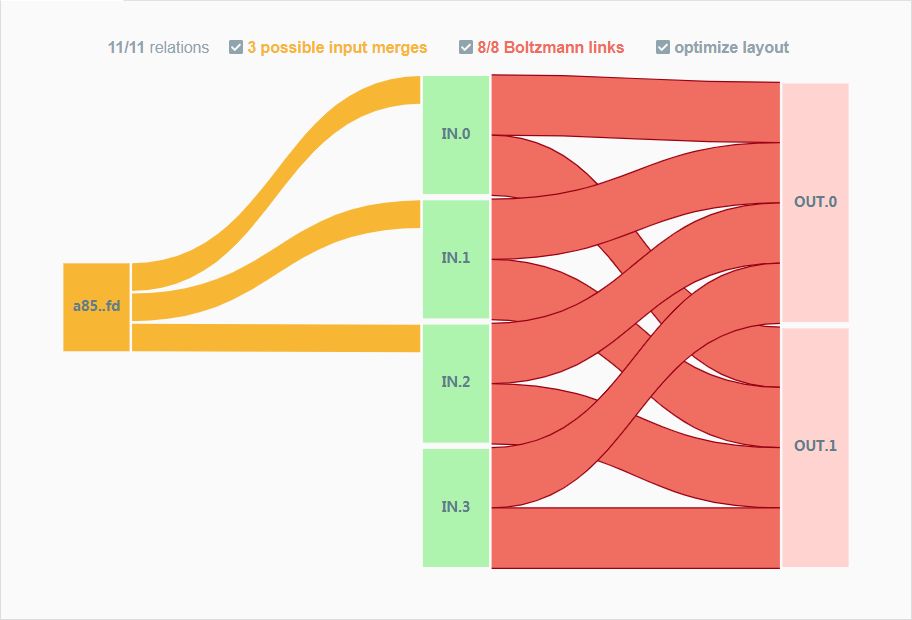 11/11 relations 3 possible input merges 8/8 Boltzmann links optimize layout
IN.0
OUT.0
IN.1
a85..fd
IN.2
OUT.1
IN.3